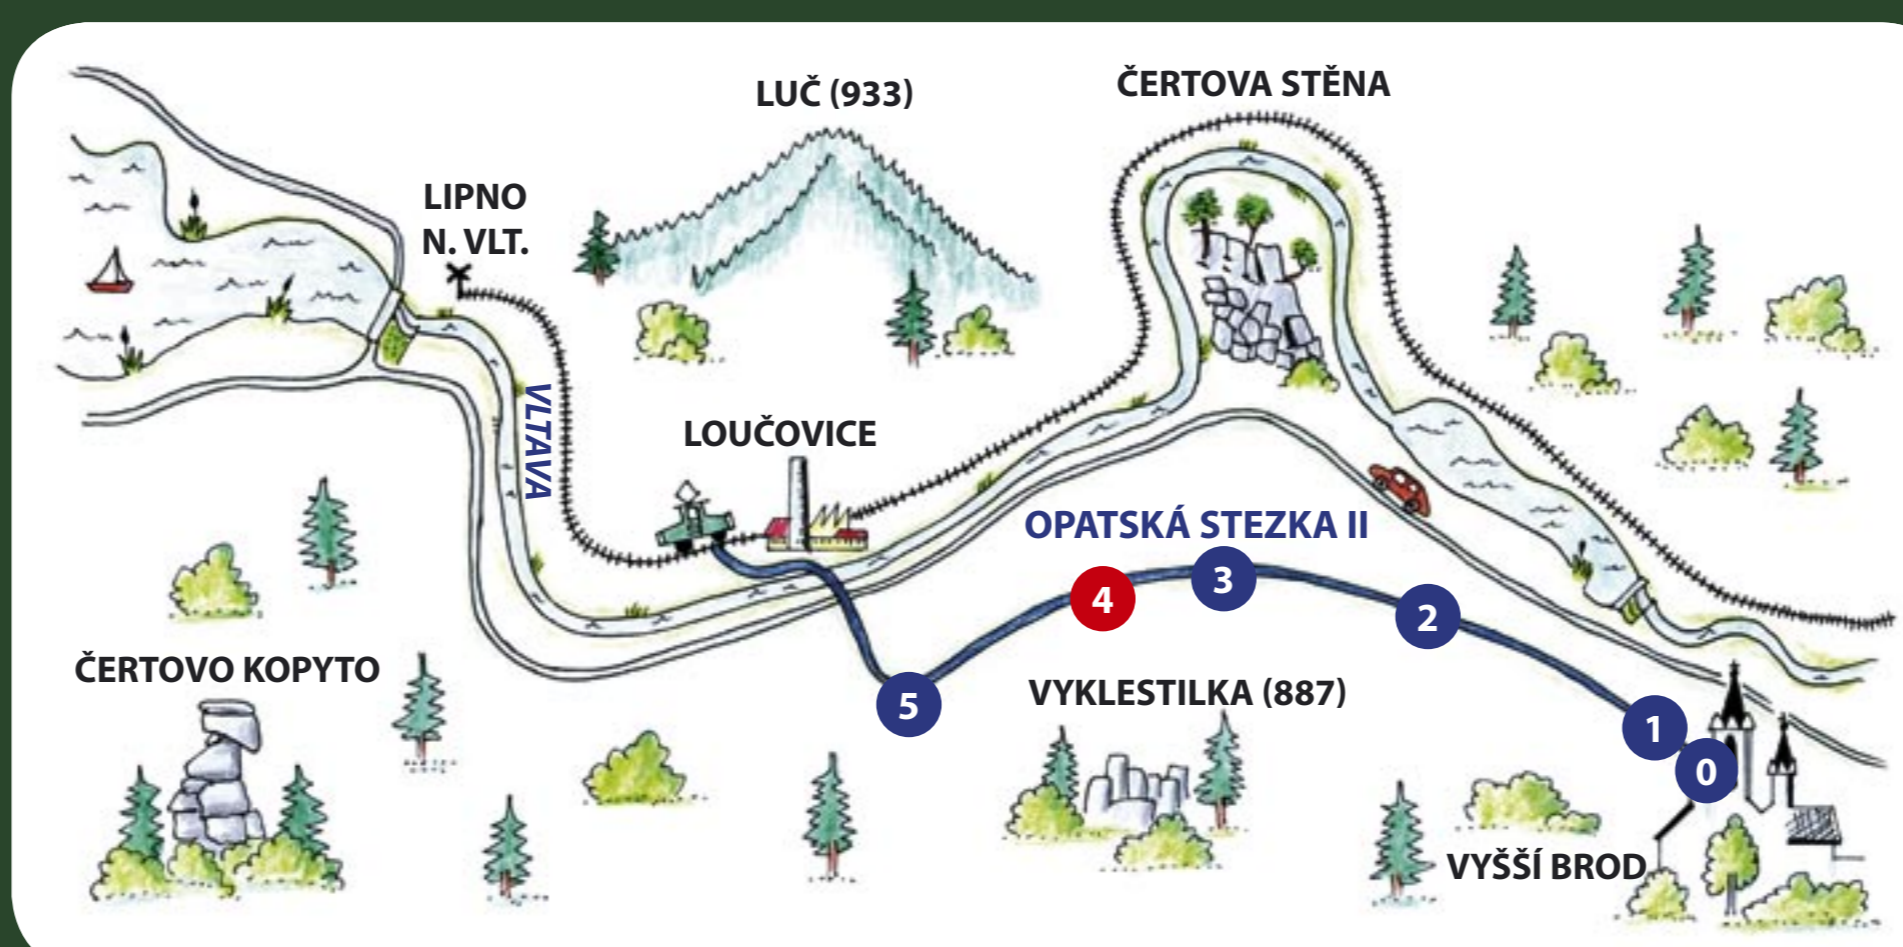 LUČ (933)
ČERTOVA STĚNA
LIPNO
N. VLT.
VLTAVA
LOUČOVICE
OPATSKÁ STEZKA II
4
3
2
5
1
0
ČERTOVO KOPYTO
VYKLESTILKA (887)
VYŠŠÍ BROD